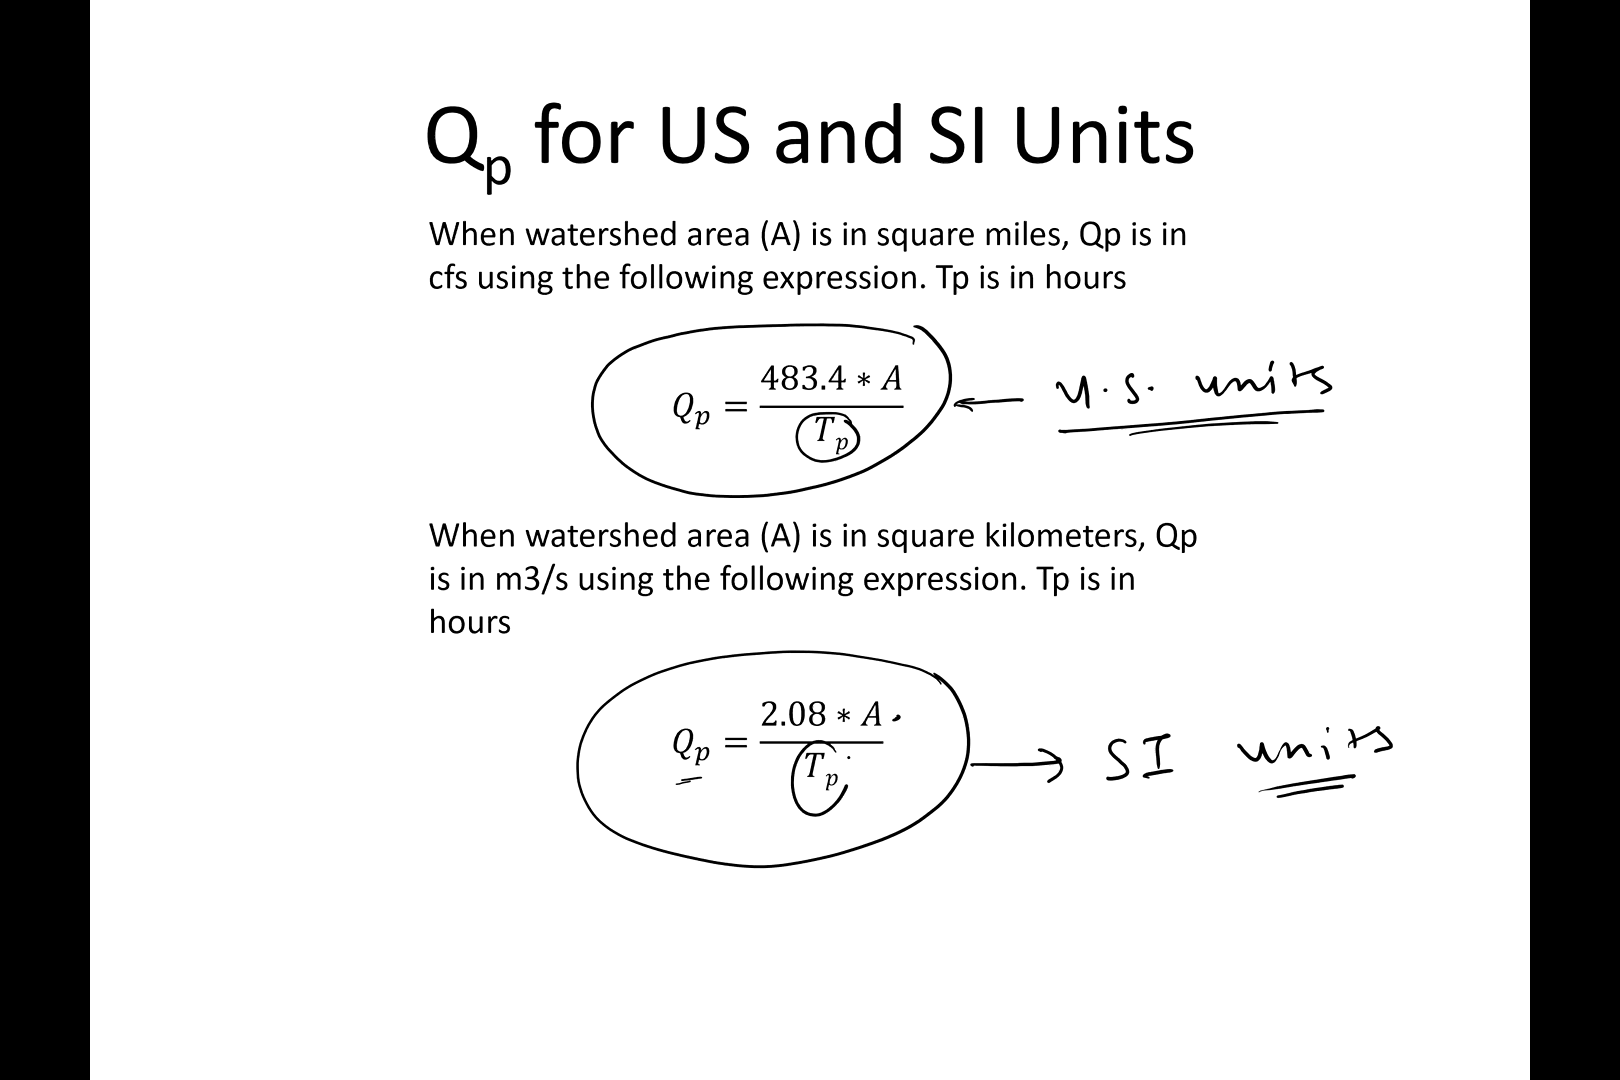 Qp for US and SI Units
When watershed area (A) is in square miles, Qp is in
cfs using the following expression. Tp is in hours
Qp = 483.4 * A / Tp
U.S. units
When watershed area (A) is in square kilometers, Qp
is in m3/s using the following expression. Tp is in
hours
Qp = 2.08 * A / Tp
SI units